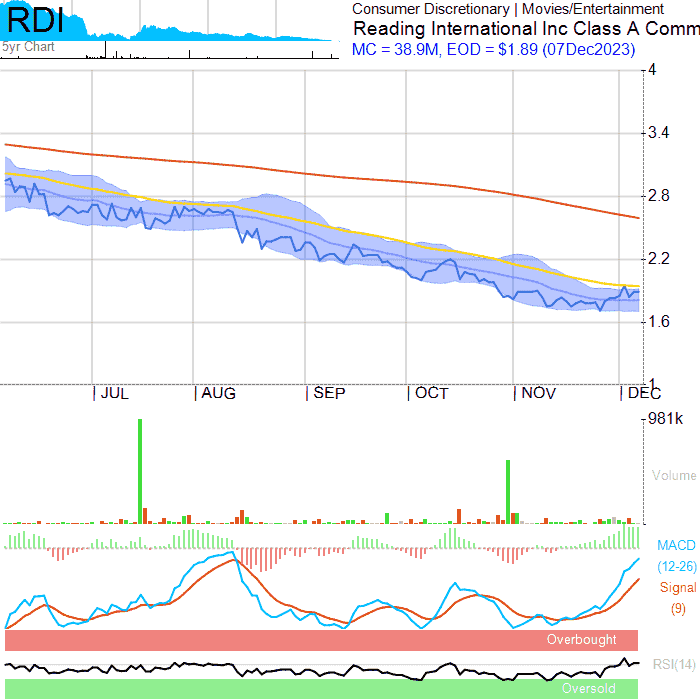 RDI
5yr Chart
Consumer Discretionary | Movies/Entertainment
Reading International Inc Class A Comm
MC = 38.9M, EOD = $1.89 (07Dec2023)
4
3.4
2.8
2.2
1.6
1
JUL AUG SEP OCT NOV DEC
981k
Volume
MACD
(12-26)
Signal
(9)
Overbought
RSI(14)
Oversold